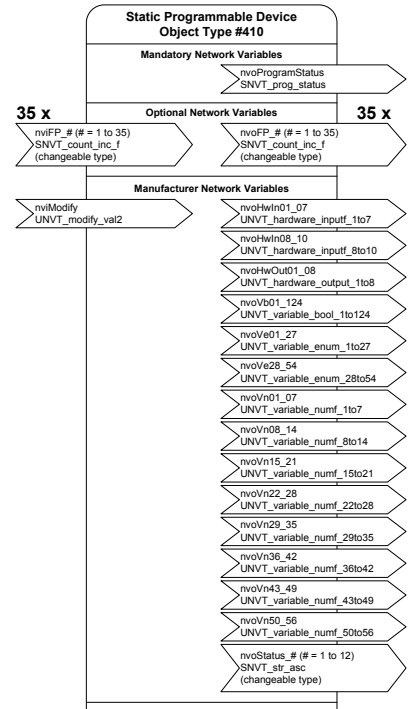 Static Programmable Device
Object Type #410
Mandatory Network Variables
nvoProgramStatus
SNVT_prog_status
35 x
Optional Network Variables
35 x
nviFP_# (# = 1 to 35)
SNVT_count_inc_f
(changeable type)
nvoFP_# (# = 1 to 35)
SNVT_count_inc_f
(changeable type)
Manufacturer Network Variables
nviModify
UNVT_modify_val2
nvoHwIn01_07
UNVT_hardware_inputf_1to7
nvoHwIn08_10
UNVT_hardware_inputf_8to10
nvoHwOut01_08
UNVT_hardware_output_1to8
nvoVb01_124
UNVT_variable_bool_1to124
nvoVe01_27
UNVT_variable_enum_1to27
nvoVe28_54
UNVT_variable_enum_28to54
nvoVn01_07
UNVT_variable_numf_1to7
nvoVn08_14
UNVT_variable_numf_8to14
nvoVn15_21
UNVT_variable_numf_15to21
nvoVn22_28
UNVT_variable_numf_22to28
nvoVn29_35
UNVT_variable_numf_29to35
nvoVn36_42
UNVT_variable_numf_36to42
nvoVn43_49
UNVT_variable_numf_43to49
nvoVn50_56
UNVT_variable_numf_50to56
nvoStatus_# (# = 1 to 12)
SNVT_str_asc
(changeable type)